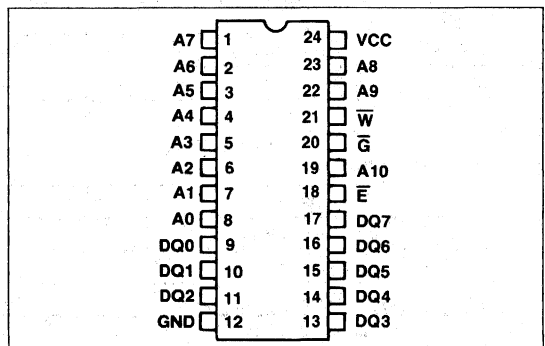 A7 1 24 VCC
A6 2 23 A8
A5 3 22 A9
A4 4 21 W̅
A3 5 20 G̅
A2 6 19 A10
A1 7 18 E̅
A0 8 17 DQ7
DQ0 9 16 DQ6
DQ1 10 15 DQ5
DQ2 11 14 DQ4
GND 12 13 DQ3